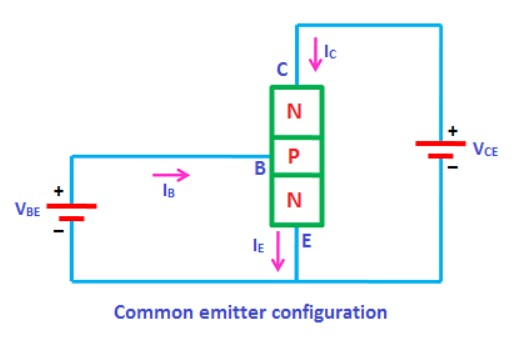 IC
C
N
+
VCE
P
B
−
IB
+
VBE
N
−
IE
E
Common emitter configuration